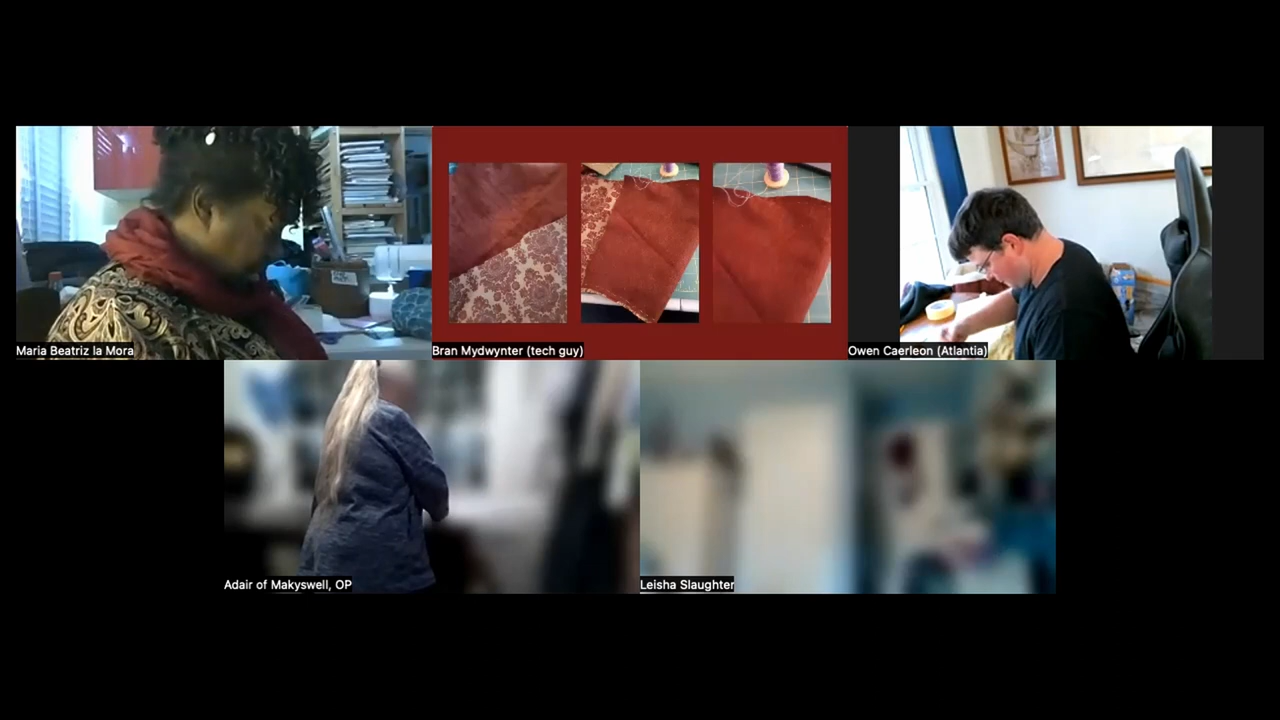 Maria Beatriz la Mora
Bran Mydwynter (tech guy)
Owen Caerleon (Atlantia)
Adair of Makyswell, OP
Leisha Slaughter